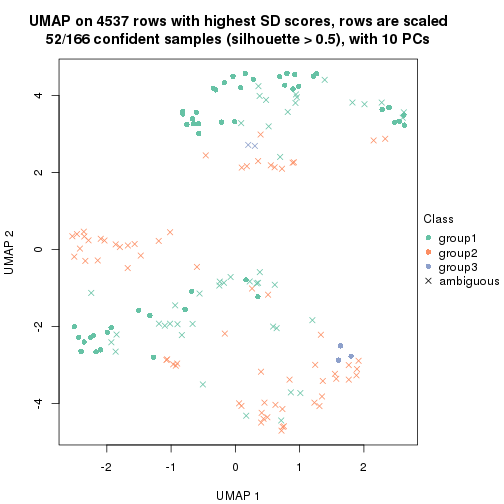 UMAP on 4537 rows with highest SD scores, rows are scaled
52/166 confident samples (silhouette > 0.5), with 10 PCs
4
2
0
-2
-4
UMAP 2
-2
-1
0
1
2
UMAP 1
Class
group1
group2
group3
ambiguous